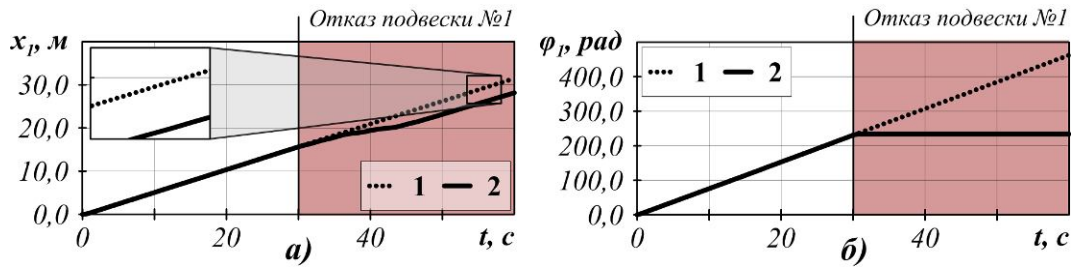 Отказ подвески №1
x₁, м
30,0
20,0
10,0
0,0
0
20
40
t, с
1 2
а)
Отказ подвески №1
φ₁, рад
400,0
300,0
200,0
100,0
0,0
0
20
40
t, с
1 2
б)